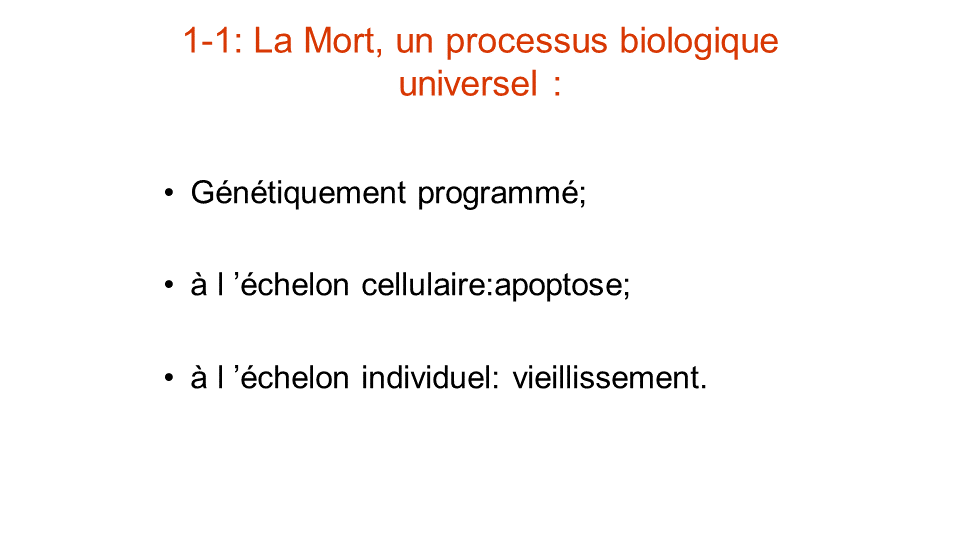 1-1: La Mort, un processus biologique
universel :
• Génétiquement programmé;
• à l ’échelon cellulaire:apoptose;
• à l ’échelon individuel: vieillissement.